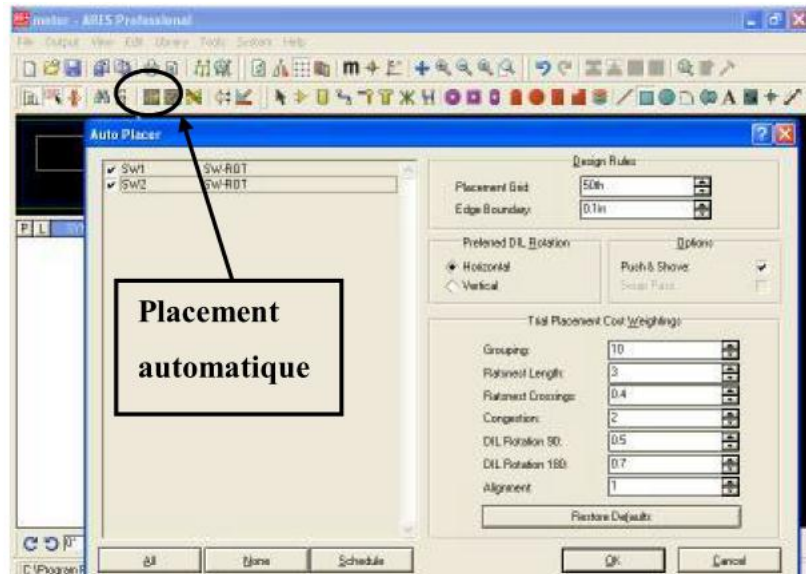 motor - ARES Professional
File Output View Edit Library Tools System Help
Auto Placer
SW1 SW-ROT
SW2 SW-ROT
Design Rules
Placement Grid: 50th
Edge Boundary: 0.1in
Preferred DIL Rotation
Horizontal
Vertical
Options
Push & Shove:
Swap Pass:
Trial Placement Cost Weightings
Grouping: 10
Ratsnest Length: 3
Ratsnest Crossings: 0.4
Congestion: 2
DIL Rotation 90: 0.5
DIL Rotation 180: 0.7
Alignment: 1
Restore Defaults
All None Schedule OK Cancel
Placement
automatique
P L
0°